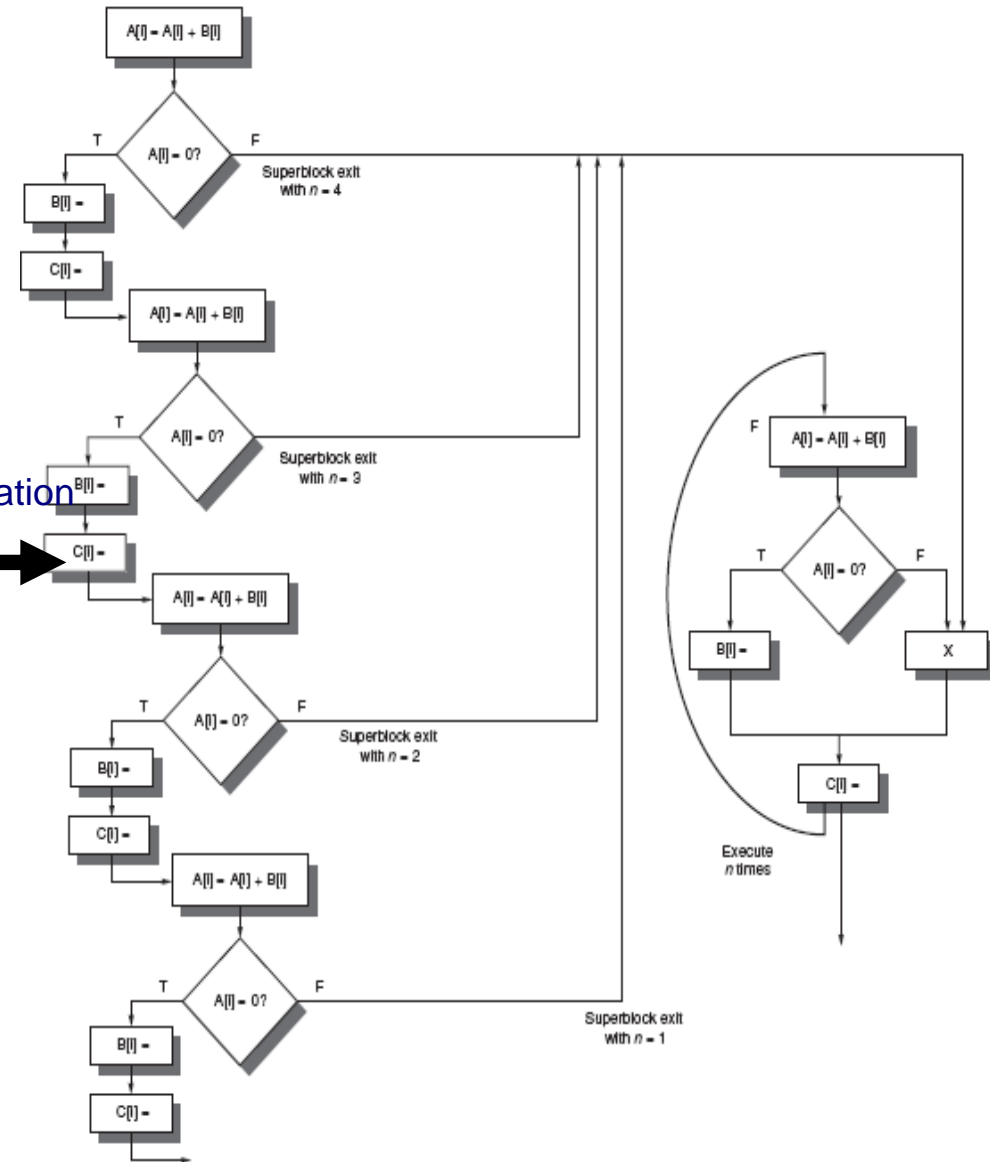 A[i] = A[i] + B[i]
T
F
A[i] = 0?
Superblock exit
with n = 4
B[i] =
C[i] =
A[i] = A[i] + B[i]
T
A[i] = 0?
Superblock exit
with n = 3
ation
B[i] =
C[i] =
A[i] = A[i] + B[i]
T
F
A[i] = 0?
Superblock exit
with n = 2
B[i] =
C[i] =
A[i] = A[i] + B[i]
T
F
A[i] = 0?
Superblock exit
with n = 1
B[i] =
C[i] =
F
A[i] = A[i] + B[i]
T
F
A[i] = 0?
B[i] =
X
C[i] =
Execute
n times